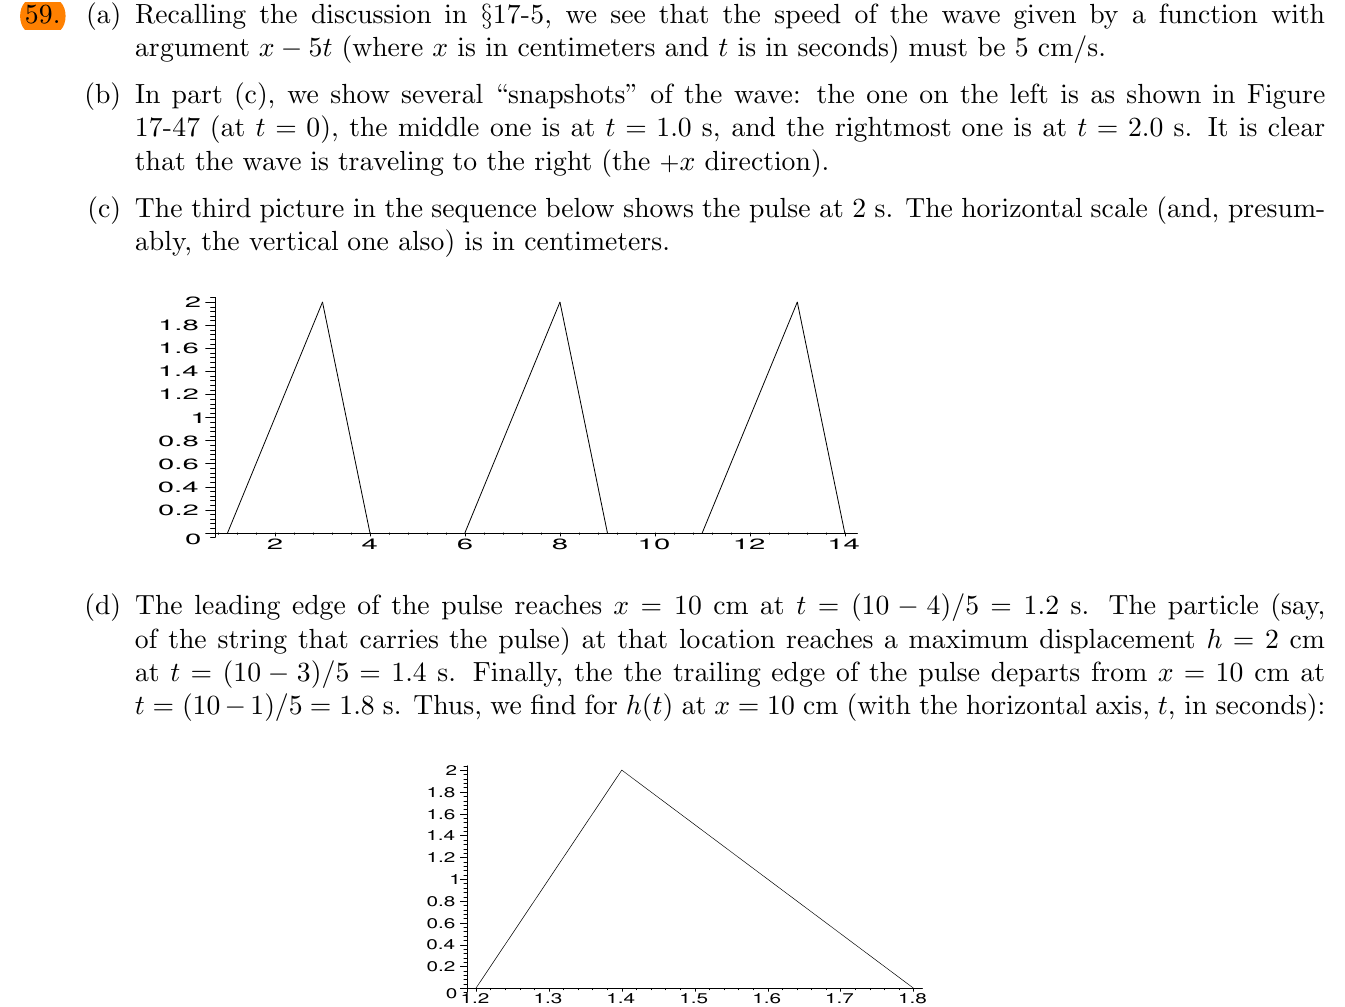 59. (a) Recalling the discussion in §17-5, we see that the speed of the wave given by a function with
argument x − 5t (where x is in centimeters and t is in seconds) must be 5 cm/s.
(b) In part (c), we show several “snapshots” of the wave: the one on the left is as shown in Figure
17-47 (at t = 0), the middle one is at t = 1.0 s, and the rightmost one is at t = 2.0 s. It is clear
that the wave is traveling to the right (the +x direction).
(c) The third picture in the sequence below shows the pulse at 2 s. The horizontal scale (and, presum-
ably, the vertical one also) is in centimeters.
2
1.8
1.6
1.4
1.2
1
0.8
0.6
0.4
0.2
0
2 4 6 8 10 12 14
(d) The leading edge of the pulse reaches x = 10 cm at t = (10 − 4)/5 = 1.2 s. The particle (say,
of the string that carries the pulse) at that location reaches a maximum displacement h = 2 cm
at t = (10 − 3)/5 = 1.4 s. Finally, the the trailing edge of the pulse departs from x = 10 cm at
t = (10 − 1)/5 = 1.8 s. Thus, we find for h(t) at x = 10 cm (with the horizontal axis, t, in seconds):
2
1.8
1.6
1.4
1.2
1
0.8
0.6
0.4
0.2
0
1.2 1.3 1.4 1.5 1.6 1.7 1.8